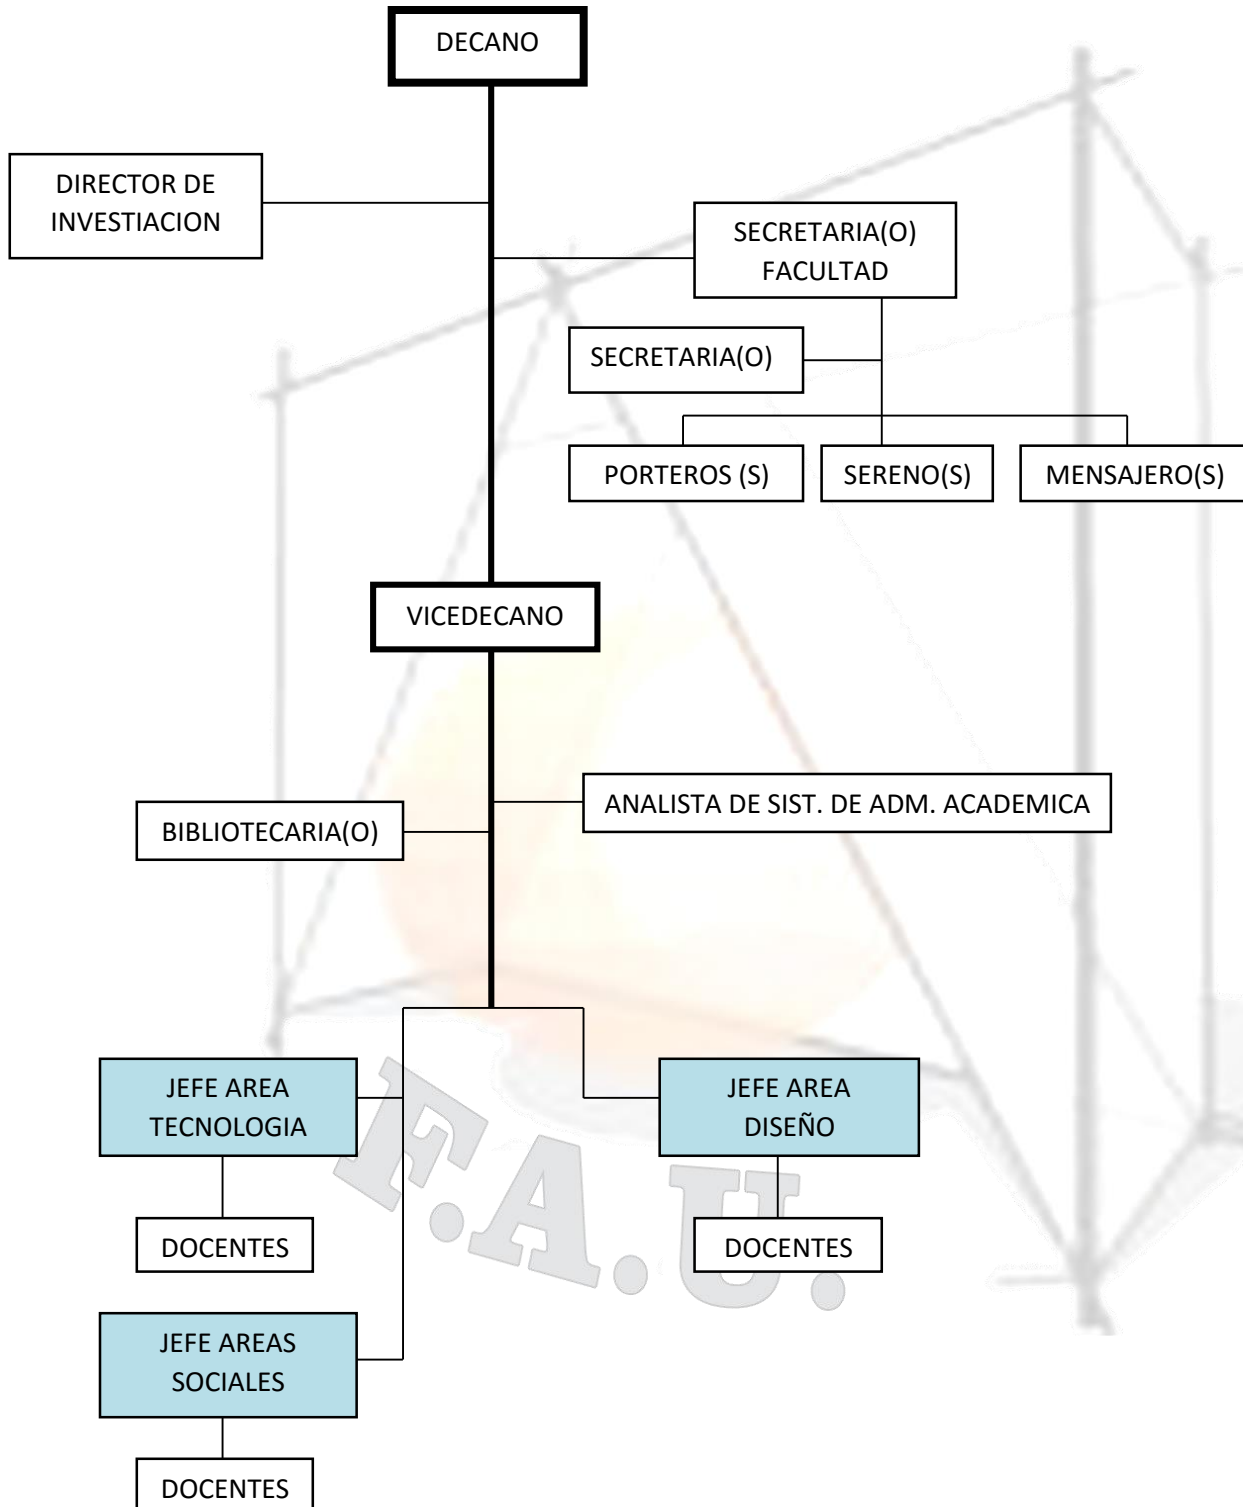 DECANO
DIRECTOR DE
INVESTIACION
SECRETARIA(O)
FACULTAD
SECRETARIA(O)
PORTEROS (S)
SERENO(S)
MENSAJERO(S)
VICEDECANO
ANALISTA DE SIST. DE ADM. ACADEMICA
BIBLIOTECARIA(O)
JEFE AREA
TECNOLOGIA
JEFE AREA
DISEÑO
F.A.U.
DOCENTES
DOCENTES
JEFE AREAS
SOCIALES
DOCENTES